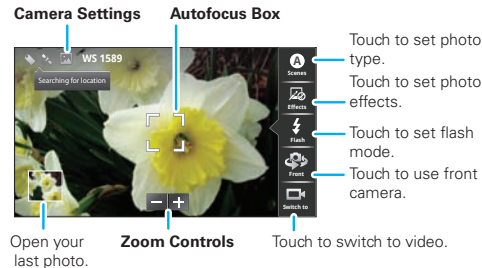 Camera Settings
Autofocus Box
WS 1589
Searching for location
A
Scenes
Effects
Flash
Front
Switch to
Touch to set photo
type.
Touch to set photo
effects.
Touch to set flash
mode.
Touch to use front
camera.
Open your
last photo.
Zoom Controls
Touch to switch to video.